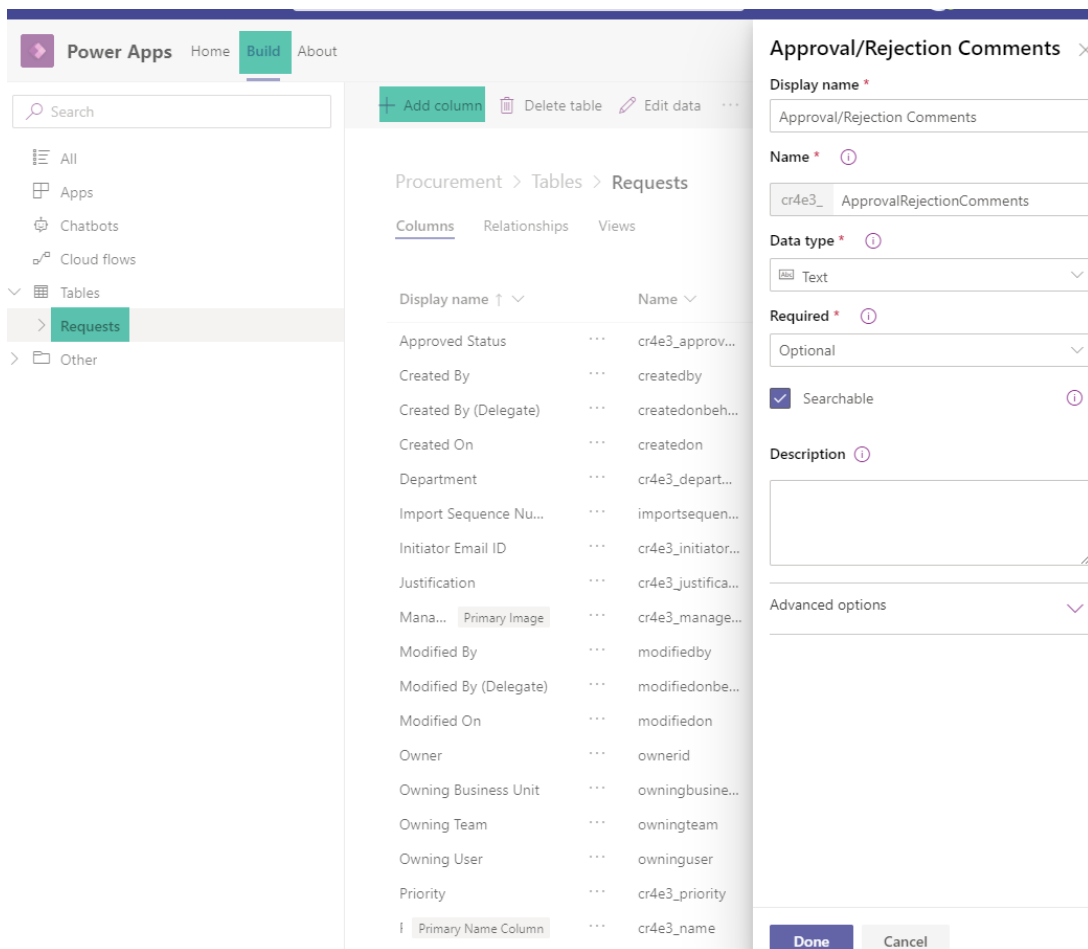 Power Apps Home Build About
Search
All
Apps
Chatbots
Cloud flows
Tables
Requests
Other
+ Add column Delete table Edit data ...
Procurement > Tables > Requests
Columns Relationships Views
Display name ↑ Name
Approved Status ... cr4e3_approv...
Created By ... createdby
Created By (Delegate) ... createdonbeh...
Created On ... createdon
Department ... cr4e3_depart...
Import Sequence Nu... ... importsequen...
Initiator Email ID ... cr4e3_initiator...
Justification ... cr4e3_justifica...
Mana... Primary Image ... cr4e3_manage...
Modified By ... modifiedby
Modified By (Delegate) ... modifiedonbe...
Modified On ... modifiedon
Owner ... ownerid
Owning Business Unit ... owningbusine...
Owning Team ... owningteam
Owning User ... owninguser
Priority ... cr4e3_priority
Primary Name Column ... cr4e3_name
Approval/Rejection Comments
Display name *
Approval/Rejection Comments
Name *
cr4e3_ ApprovalRejectionComments
Data type *
Abc Text
Required *
Optional
Searchable
Description
Advanced options
Done Cancel